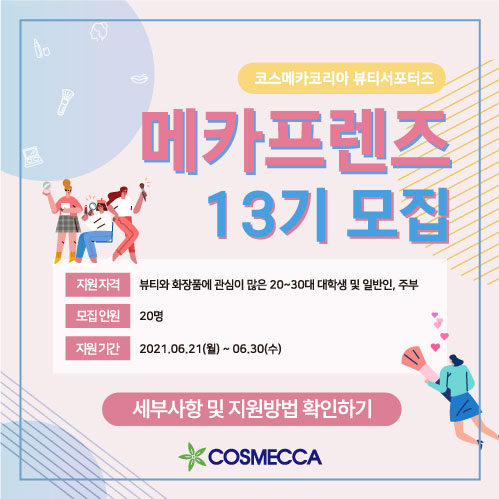 코스메카코리아 뷰티서포터즈
메카프렌즈
13기 모집
지원 자격 뷰티와 화장품에 관심이 많은 20~30대 대학생 및 일반인, 주부
모집 인원 20명
지원 기간 2021.06.21(월) ~ 06.30(수)
세부사항 및 지원방법 확인하기
COSMECCA